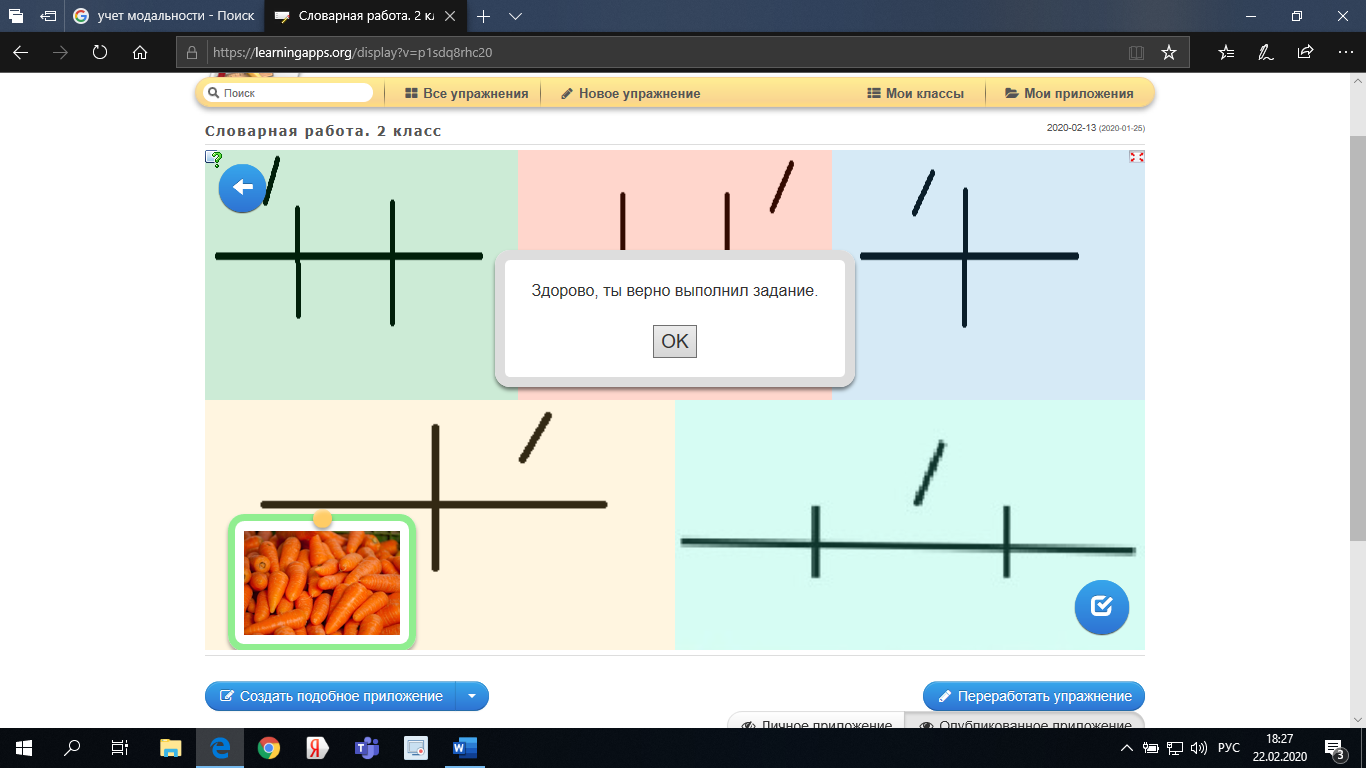 учет модальности - Поиск
Словарная работа. 2 кл
https://learningapps.org/display?v=p1sdq8rhc20
Поиск
Все упражнения
Новое упражнение
Мои классы
Мои приложения
Словарная работа. 2 класс
2020-02-13 (2020-01-25)
Здорово, ты верно выполнил задание.
OK
Создать подобное приложение
Переработать упражнение
Личное приложение
Опубликованное приложение
РУС
18:27
22.02.2020
3